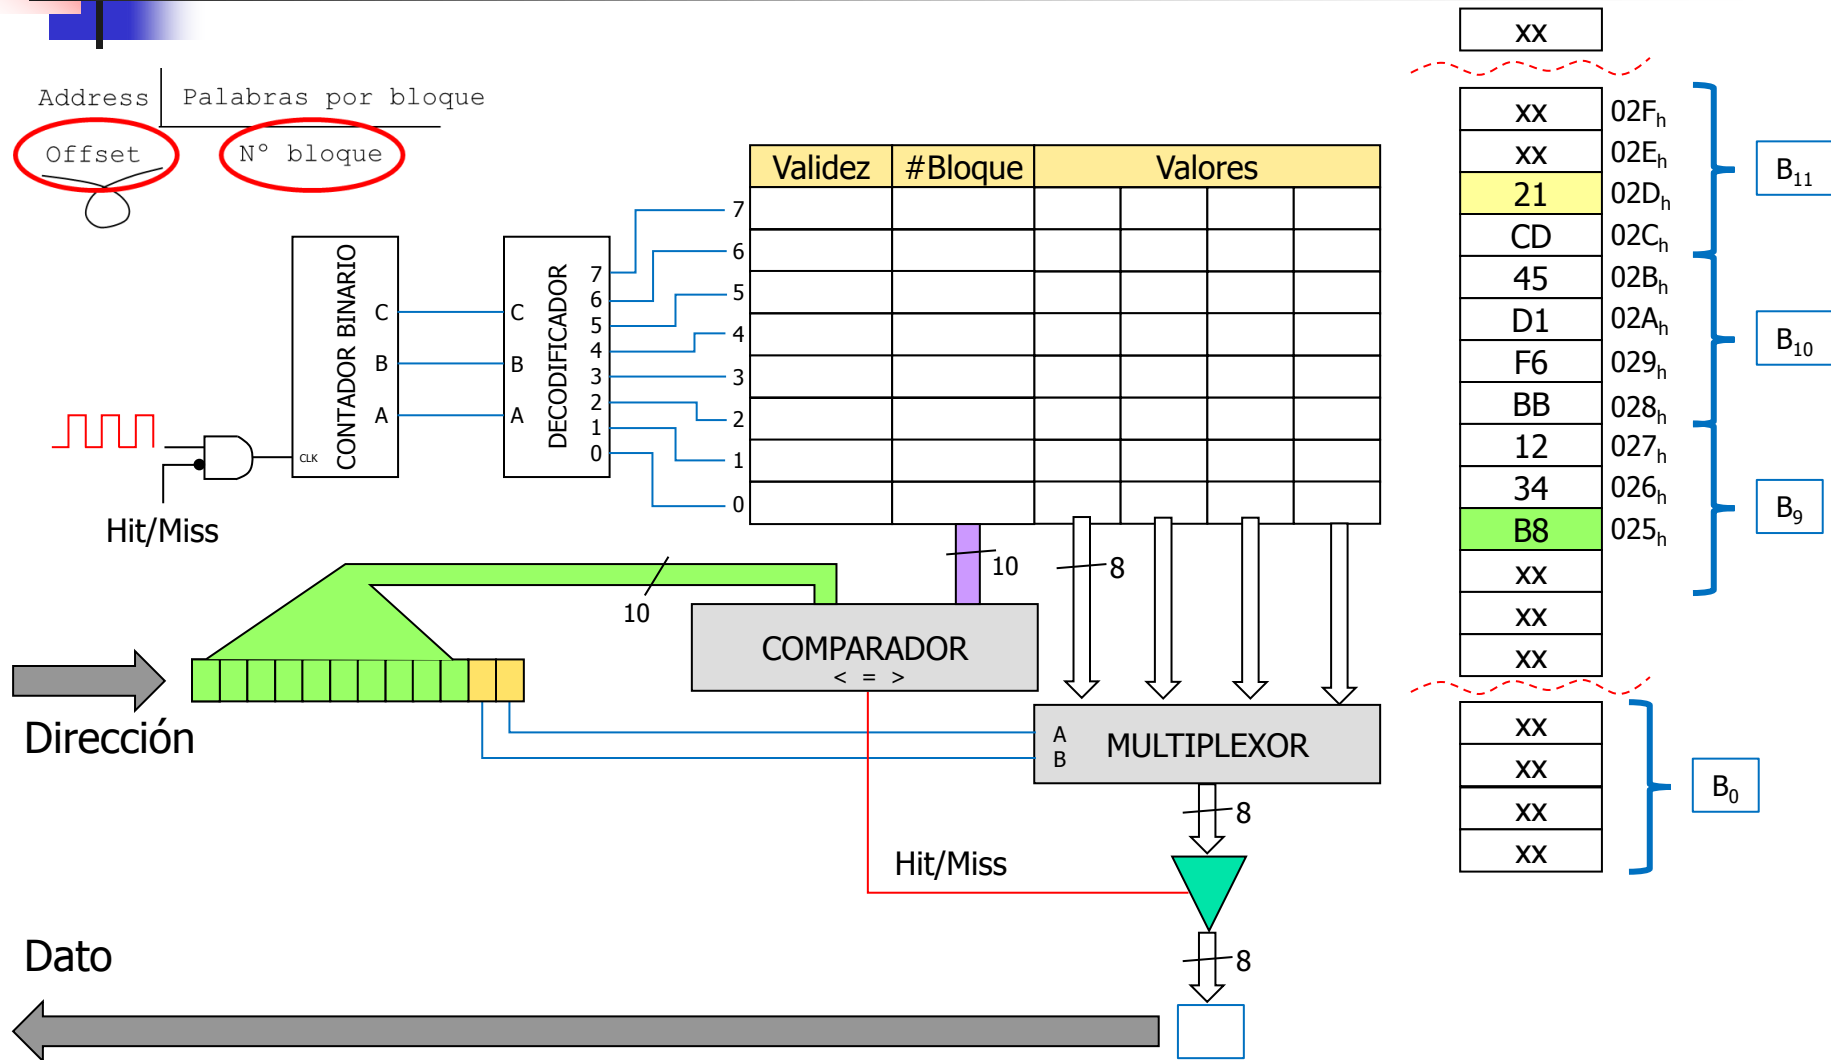 Address Palabras por bloque
Offset Nº bloque
Validez #Bloque Valores
7
6
5
4
3
2
1
0
CONTADOR BINARIO
C
B
A
CLK
DECODIFICADOR
C
B
A
7
6
5
4
3
2
1
0
Hit/Miss
10
10
8
COMPARADOR
< = >
Dirección
A
B
MULTIPLEXOR
8
Hit/Miss
8
Dato
xx
xx 02Fh
xx 02Eh
21 02Dh
CD 02Ch
45 02Bh
D1 02Ah
F6 029h
BB 028h
12 027h
34 026h
B8 025h
xx
xx
xx
xx
xx
xx
xx
B11
B10
B9
B0